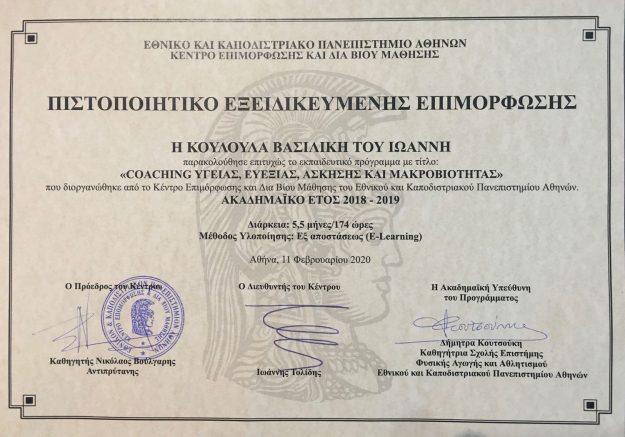 ΕΘΝΙΚΟ ΚΑΙ ΚΑΠΟΔΙΣΤΡΙΑΚΟ ΠΑΝΕΠΙΣΤΗΜΙΟ ΑΘΗΝΩΝ
ΚΕΝΤΡΟ ΕΠΙΜΟΡΦΩΣΗΣ ΚΑΙ ΔΙΑ ΒΙΟΥ ΜΑΘΗΣΗΣ
ΠΙΣΤΟΠΟΙΗΤΙΚΟ ΕΞΕΙΔΙΚΕΥΜΕΝΗΣ ΕΠΙΜΟΡΦΩΣΗΣ
Η ΚΟΥΛΟΥΛΑ ΒΑΣΙΛΙΚΗ ΤΟΥ ΙΩΑΝΝΗ
παρακολούθησε επιτυχώς το εκπαιδευτικό πρόγραμμα με τίτλο:
«COACHING ΥΓΕΙΑΣ, ΕΥΕΞΙΑΣ, ΑΣΚΗΣΗΣ ΚΑΙ ΜΑΚΡΟΒΙΟΤΗΤΑΣ»
που διοργανώθηκε από το Κέντρο Επιμόρφωσης και Δια Βίου Μάθησης του Εθνικού και Καποδιστριακού Πανεπιστημίου Αθηνών.
ΑΚΑΔΗΜΑΪΚΟ ΕΤΟΣ 2018 - 2019
Διάρκεια: 5,5 μήνες/174 ώρες
Μέθοδος Υλοποίησης: Εξ αποστάσεως (E-Learning)
Αθήνα, 11 Φεβρουαρίου 2020
Ο Πρόεδρος του Κέντρου
Καθηγητής Νικόλαος Βούλγαρης
Αντιπρύτανης
Ο Διευθυντής του Κέντρου
Ιωάννης Τολίδης
Η Ακαδημαϊκή Υπεύθυνη
του Προγράμματος
Δήμητρα Κουτσούκη
Καθηγήτρια Σχολής Επιστήμης
Φυσικής Αγωγής και Αθλητισμού
Εθνικού και Καποδιστριακού Πανεπιστημίου Αθηνών